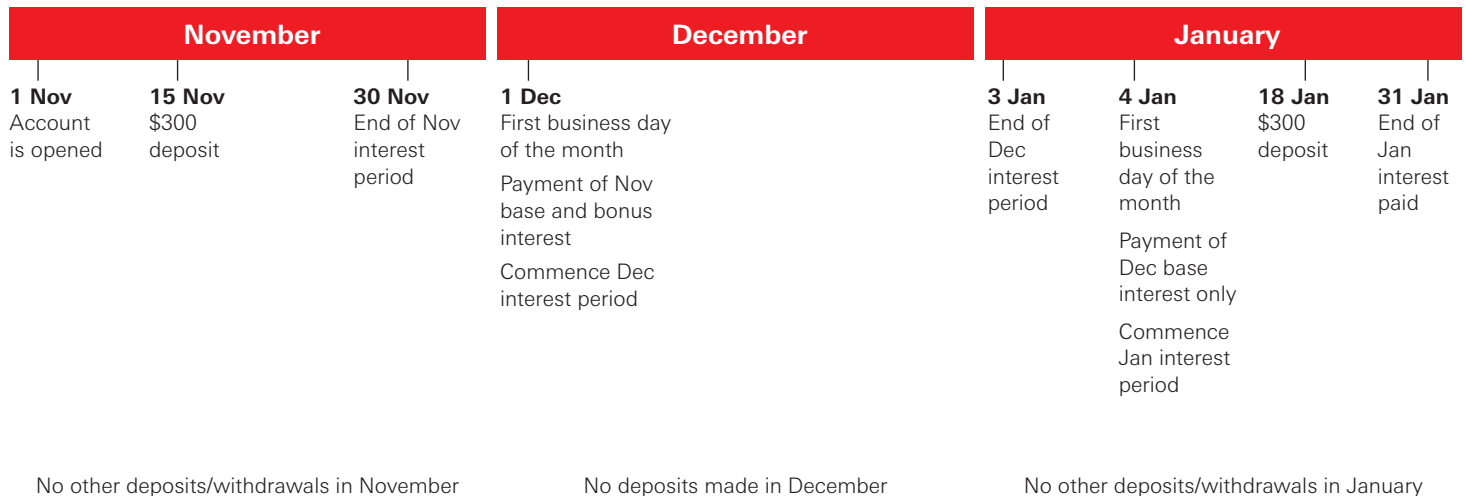 November
1 Nov
Account
is opened
15 Nov
$300
deposit
30 Nov
End of Nov
interest
period
December
1 Dec
First business day
of the month
Payment of Nov
base and bonus
interest
Commence Dec
interest period
January
3 Jan
End of
Dec
interest
period
4 Jan
First
business
day of the
month
Payment of
Dec base
interest only
Commence
Jan interest
period
18 Jan
$300
deposit
31 Jan
End of
Jan
interest
paid
No other deposits/withdrawals in November
No deposits made in December
No other deposits/withdrawals in January